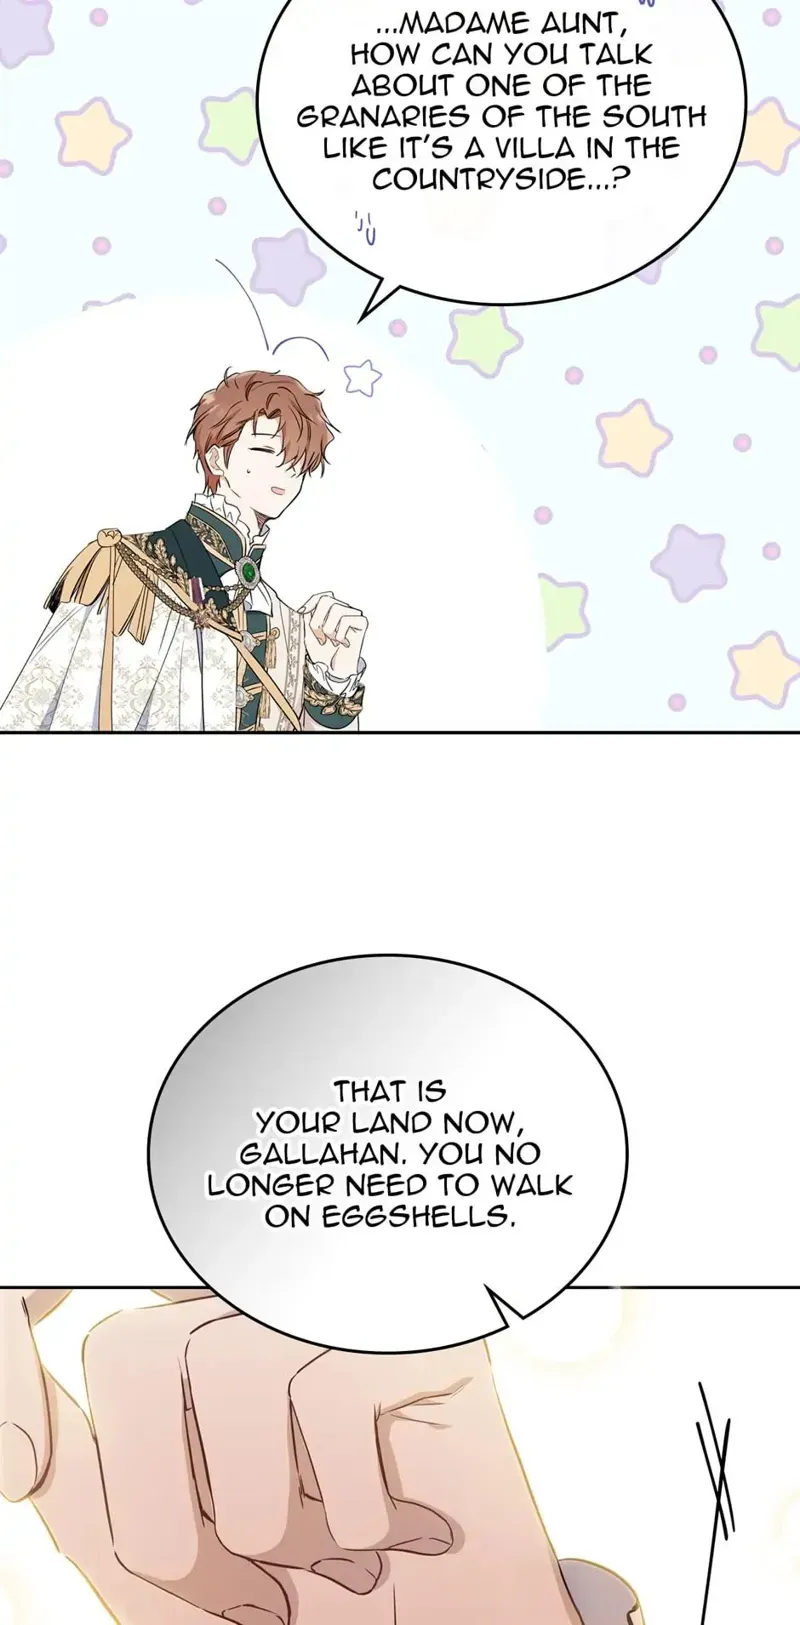 ...MADAME AUNT,
HOW CAN YOU TALK
ABOUT ONE OF THE
GRANARIES OF THE SOUTH
LIKE IT'S A VILLA IN THE
COUNTRYSIDE...?
THAT IS
YOUR LAND NOW,
GALLAHAN. YOU NO
LONGER NEED TO WALK
ON EGGSHELLS.